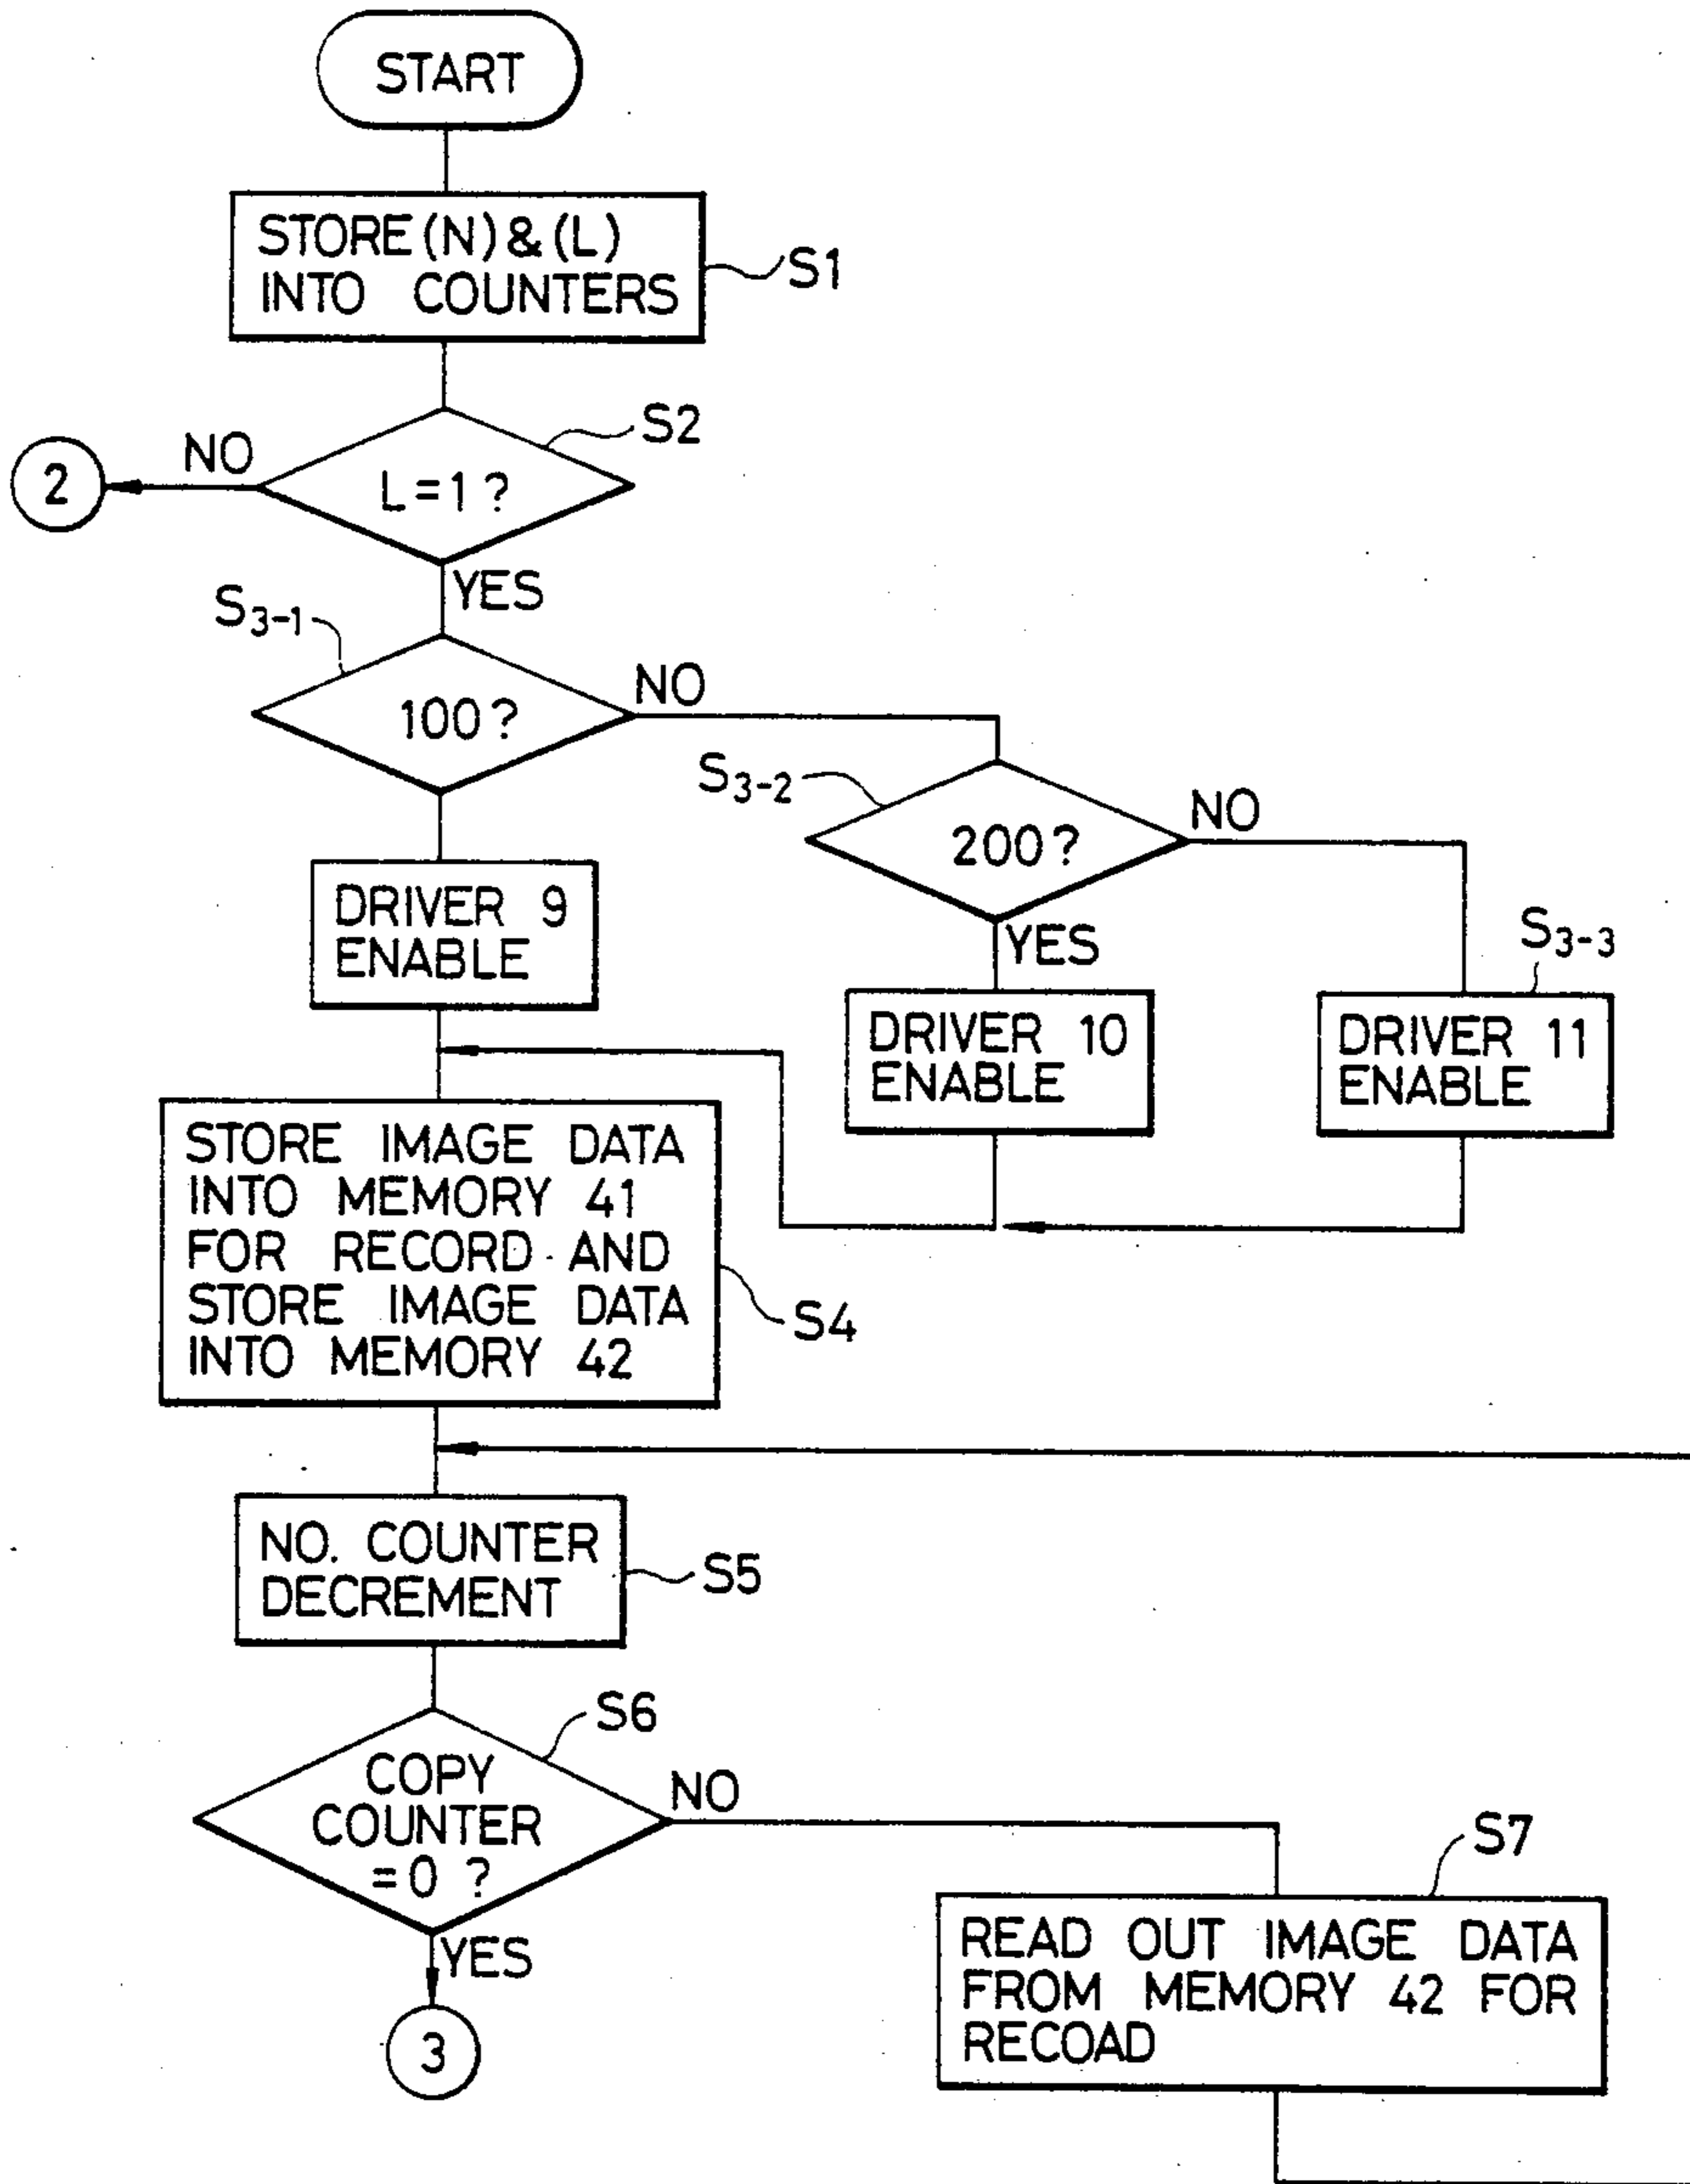 START
STORE (N) & (L)
INTO COUNTERS
S1
S2
NO
2
L=1?
YES
S3-1
NO
100?
S3-2
NO
200?
DRIVER 9
ENABLE
YES
S3-3
DRIVER 10
ENABLE
DRIVER 11
ENABLE
STORE IMAGE DATA
INTO MEMORY 41
FOR RECORD AND
STORE IMAGE DATA
INTO MEMORY 42
S4
NO. COUNTER
DECREMENT
S5
S6
COPY
COUNTER
=0 ?
NO
S7
YES
READ OUT IMAGE DATA
FROM MEMORY 42 FOR
RECOAD
3